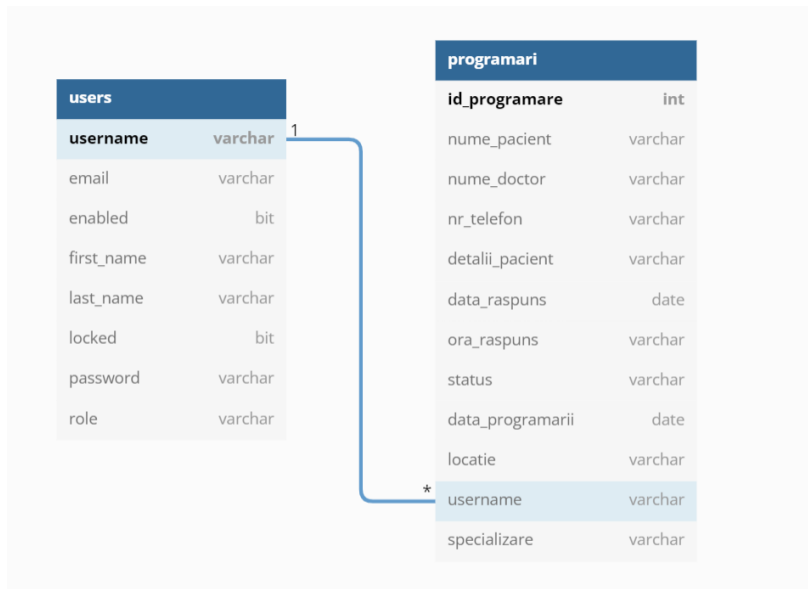 users
username varchar
email varchar
enabled bit
first_name varchar
last_name varchar
locked bit
password varchar
role varchar
1
*
programari
id_programare int
nume_pacient varchar
nume_doctor varchar
nr_telefon varchar
detalii_pacient varchar
data_raspuns date
ora_raspuns varchar
status varchar
data_programarii date
locatie varchar
username varchar
specializare varchar